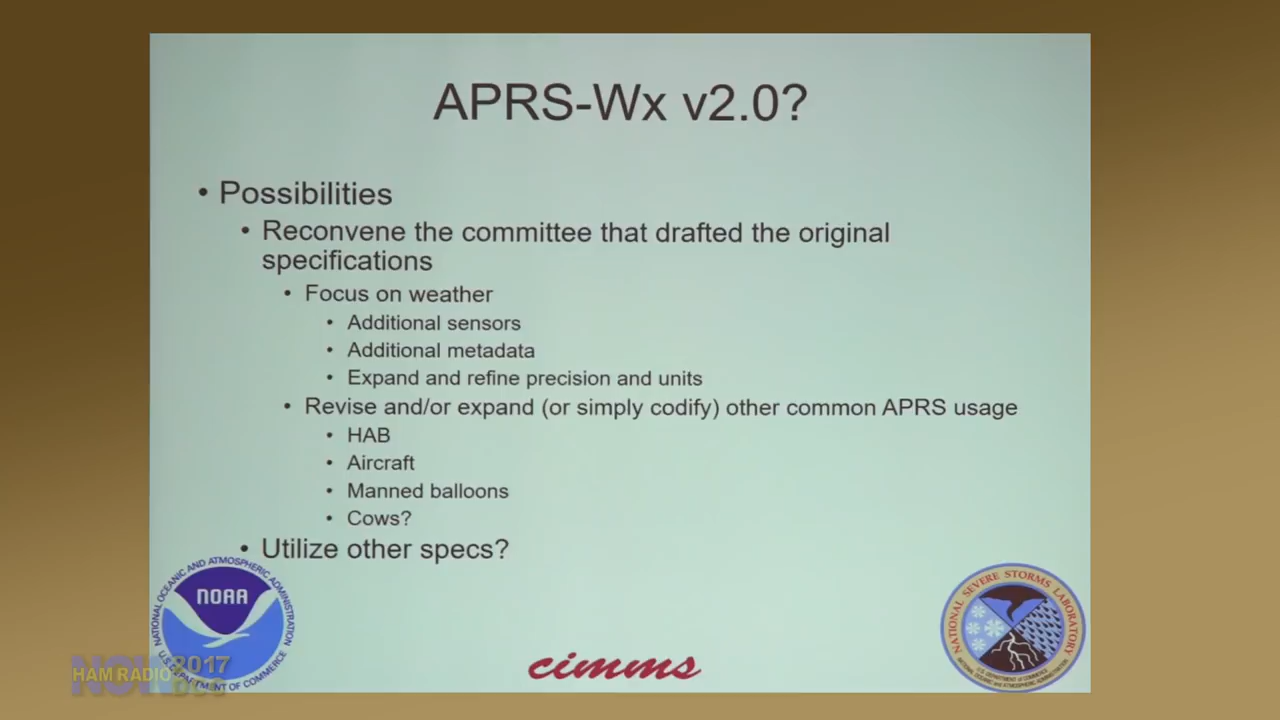 APRS-Wx v2.0?
• Possibilities
• Reconvene the committee that drafted the original
specifications
• Focus on weather
• Additional sensors
• Additional metadata
• Expand and refine precision and units
• Revise and/or expand (or simply codify) other common APRS usage
• HAB
• Aircraft
• Manned balloons
• Cows?
• Utilize other specs?
NATIONAL OCEANIC AND ATMOSPHERIC ADMINISTRATION
NOAA
U.S. DEPARTMENT OF COMMERCE
cimms
NATIONAL SEVERE STORMS LABORATORY
HAM RADIO
NOW
2017
DCC